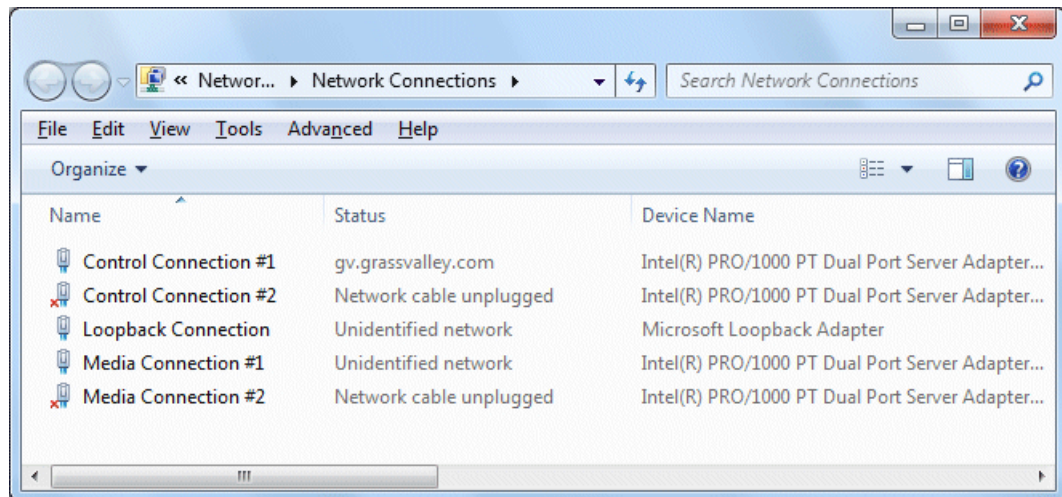 « Networ... Network Connections Search Network Connections
File Edit View Tools Advanced Help
Organize
Name Status Device Name
Control Connection #1 gv.grassvalley.com Intel(R) PRO/1000 PT Dual Port Server Adapter...
Control Connection #2 Network cable unplugged Intel(R) PRO/1000 PT Dual Port Server Adapter...
Loopback Connection Unidentified network Microsoft Loopback Adapter
Media Connection #1 Unidentified network Intel(R) PRO/1000 PT Dual Port Server Adapter...
Media Connection #2 Network cable unplugged Intel(R) PRO/1000 PT Dual Port Server Adapter...